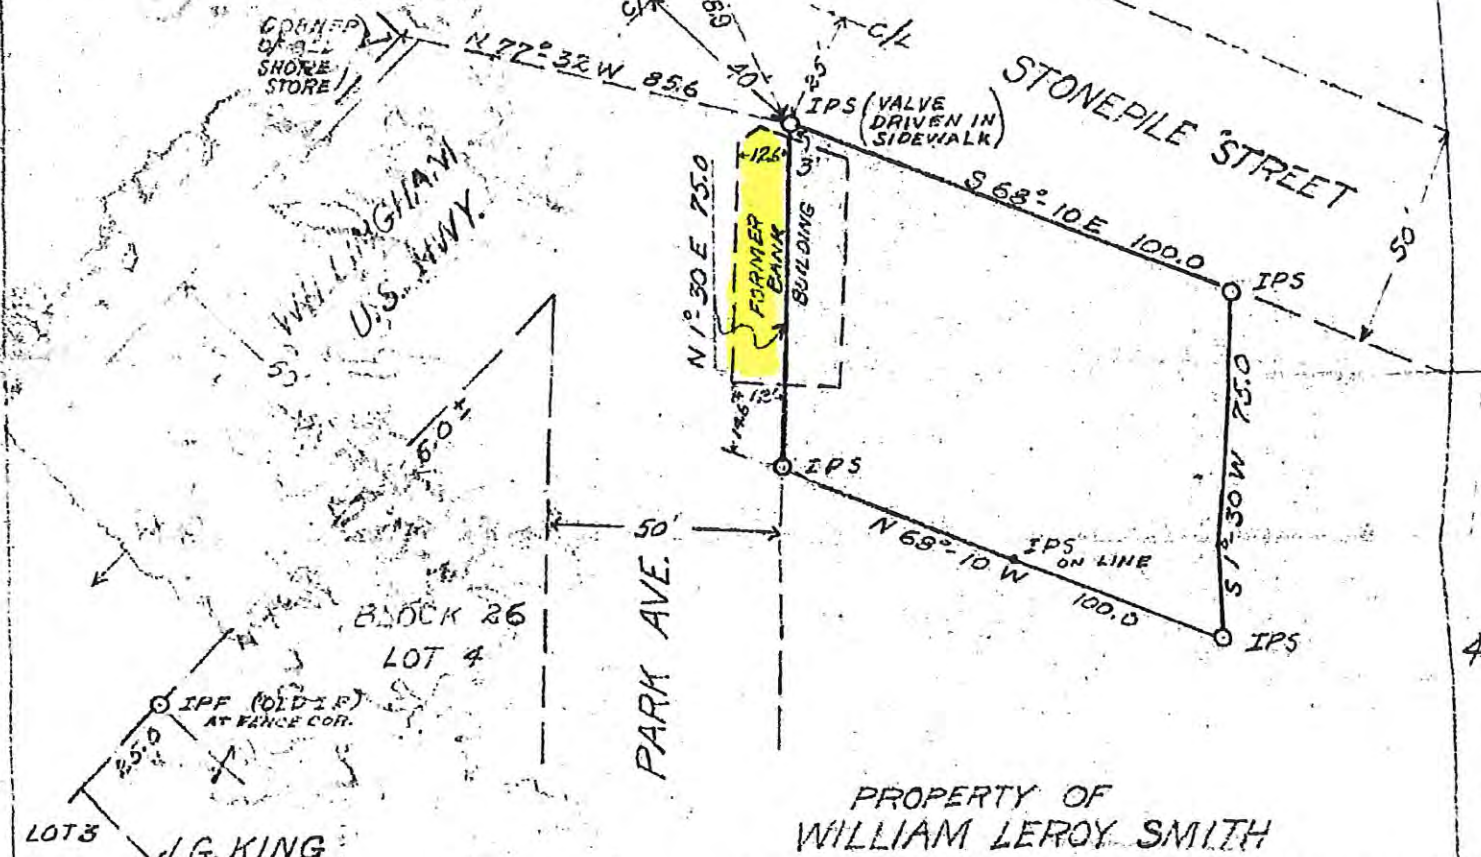 CORNER
SHORE
STORE
N 77°-32 W 85.6
40'
25'
C/L
IPS (VALVE
DRIVEN IN
SIDEWALK)
STONEPILE STREET
S 68°-10 E 100.0
50'
IPS
WILLINGHAM
U.S. HWY.
N 1°-30 E 75.0
12.6'
3'
FORMER
BANK
BUILDING
14.6'
IPS
S 1°-30 W 75.0
50'
N 68°-10 W 100.0
IPS
ON LINE
IPS
6.0 ±
PARK AVE.
BLOCK 26
LOT 4
IPF (OLD I.P.)
AT FENCE COR.
25.0
4
LOT 3
J.G. KING
PROPERTY OF
WILLIAM LEROY SMITH